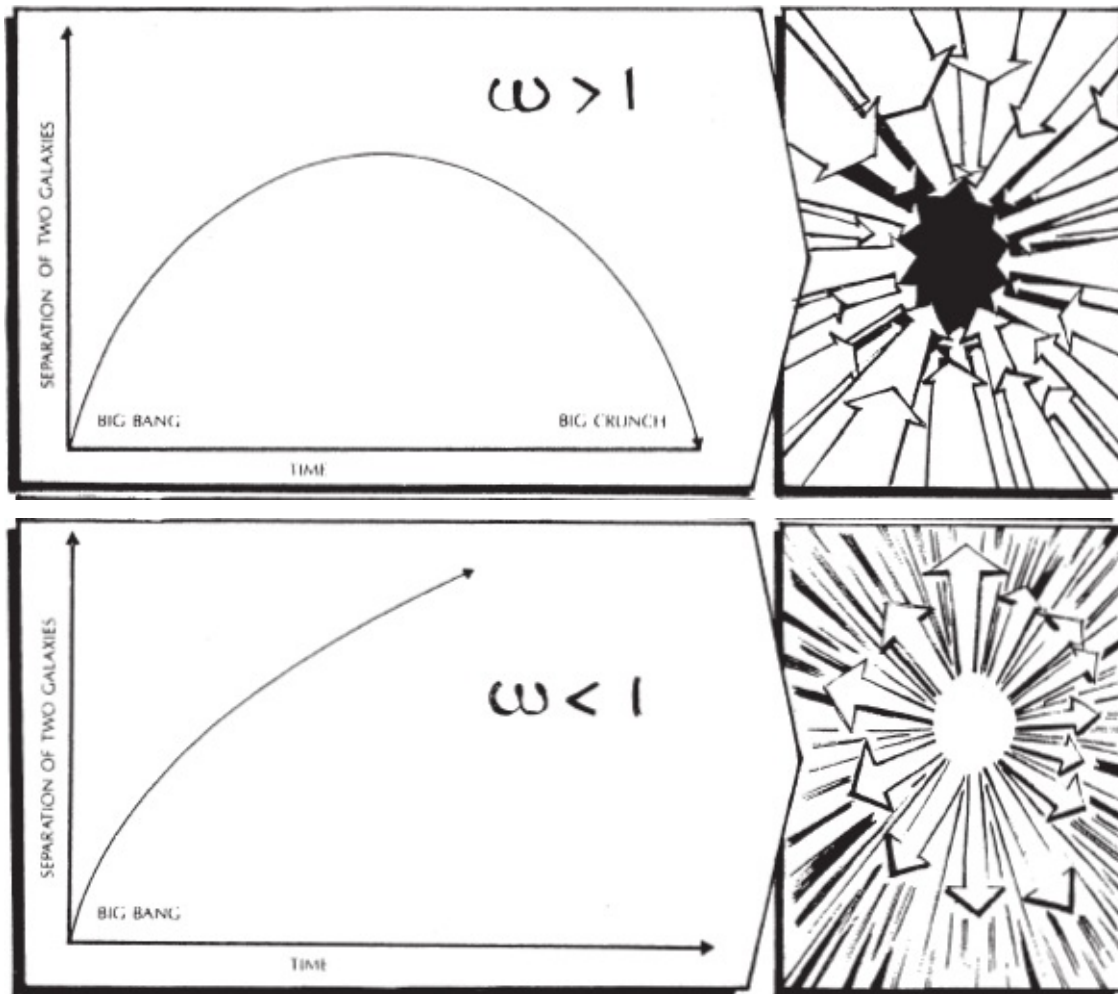 ω > 1
SEPARATION OF TWO GALAXIES
BIG BANG
BIG CRUNCH
TIME
ω < 1
SEPARATION OF TWO GALAXIES
BIG BANG
TIME